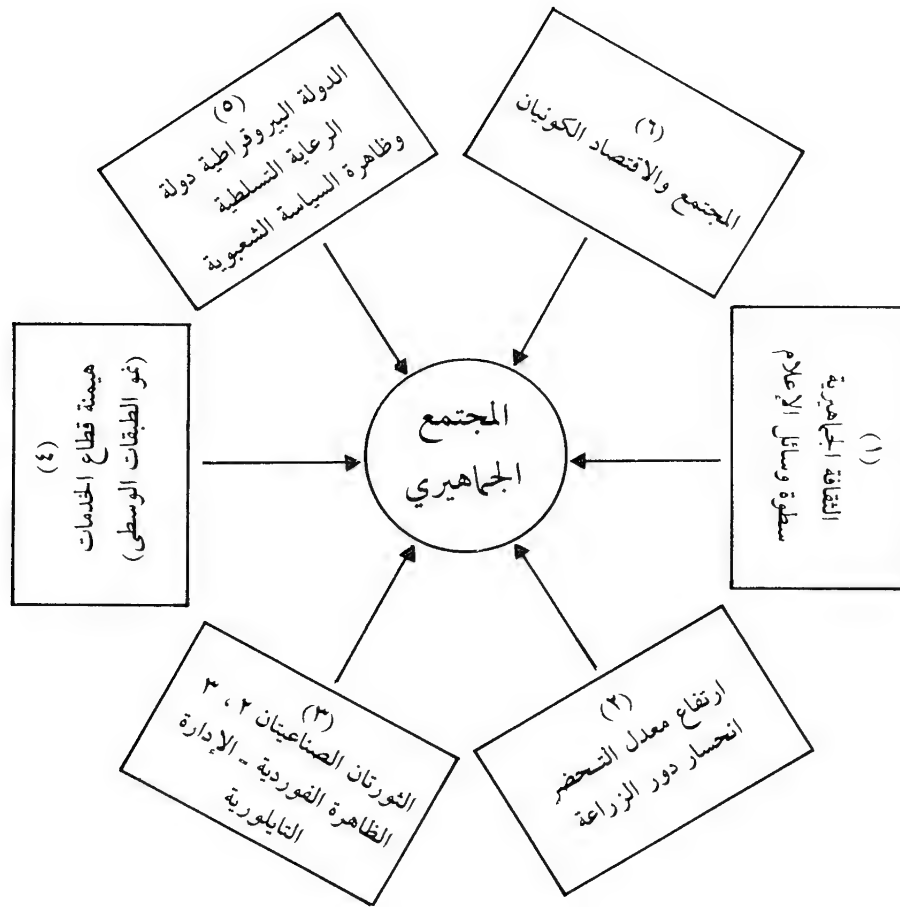 المجتمع
الجماهيري
(١)
الثقافة الجماهيرية
سطوة وسائل الإعلام
(٢)
ارتفاع معدل التحضر
انحسار دور الزراعة
(٣)
الثورتان الصناعيتان ٢ ، ٣
الظاهرة الفوردية - الإدارة
التايلورية
(٤)
هيمنة قطاع الخدمات
(نمو الطبقات الوسطى)
(٥)
الدولة البيروقراطية دولة
الرعاية التسلطية
وظاهرة السياسة الشعبوية
(٦)
المجتمع والاقتصاد الكونيان